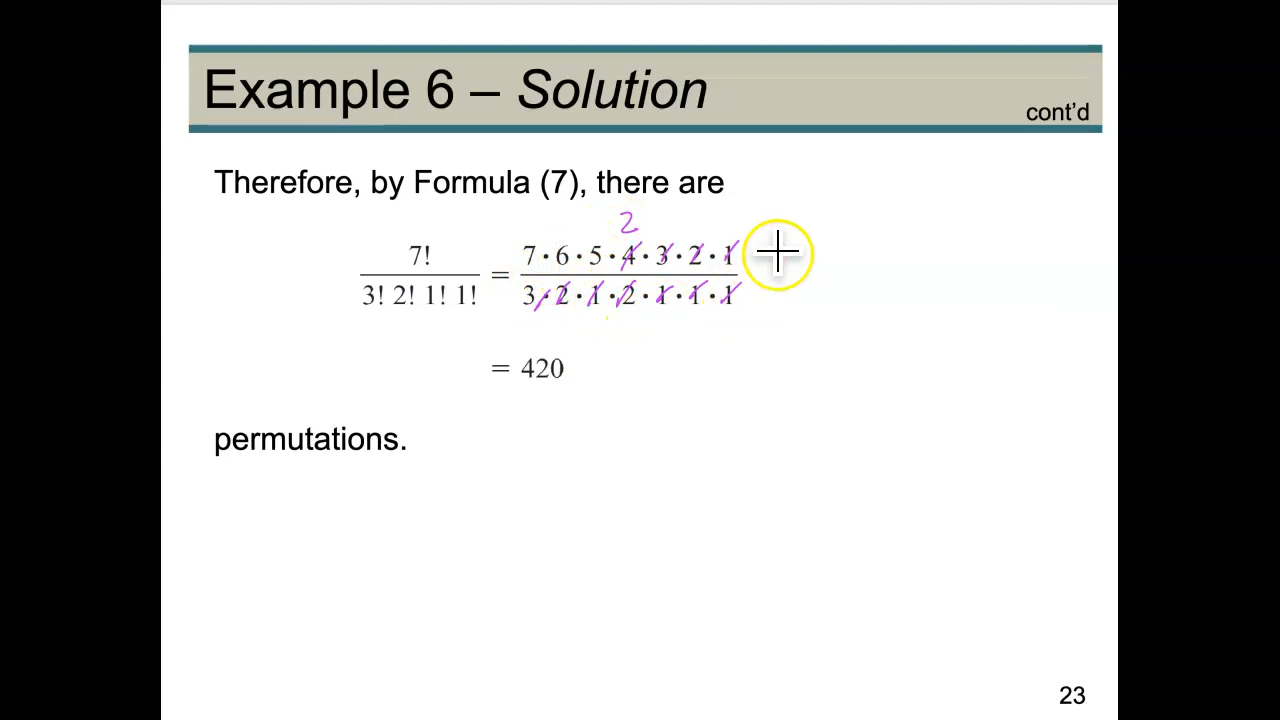 Example 6 – Solution
cont'd
Therefore, by Formula (7), there are
2
7! / 3! 2! 1! 1! = 7 · 6 · 5 · 4 · 3 · 2 · 1 / 3 · 2 · 1 · 2 · 1 · 1 · 1
= 420
permutations.
23